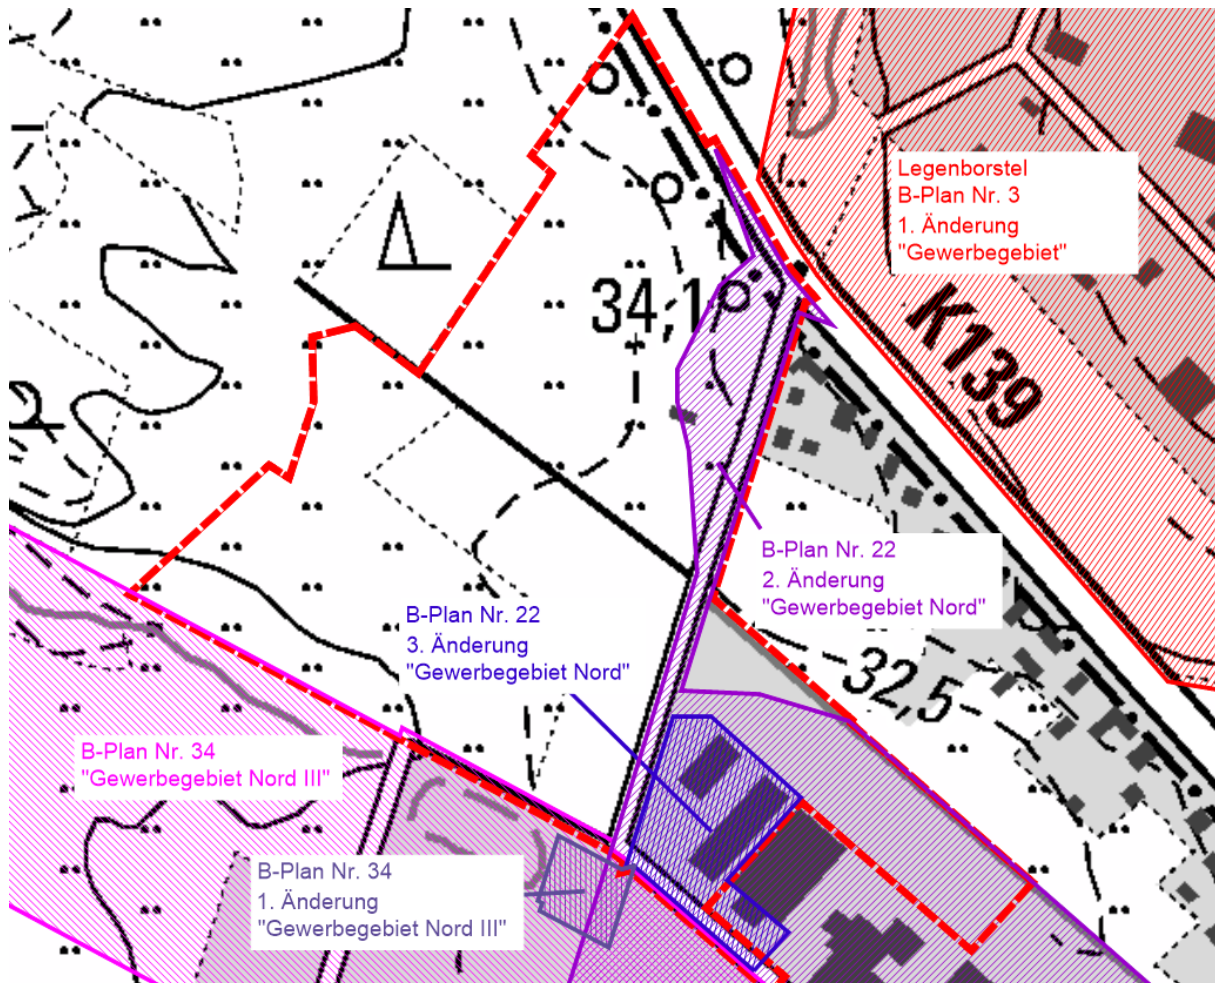 Legenborstel
B-Plan Nr. 3
1. Änderung
"Gewerbegebiet"
34,1
K139
B-Plan Nr. 22
2. Änderung
"Gewerbegebiet Nord"
B-Plan Nr. 22
3. Änderung
"Gewerbegebiet Nord"
32,5
B-Plan Nr. 34
"Gewerbegebiet Nord III"
B-Plan Nr. 34
1. Änderung
"Gewerbegebiet Nord III"